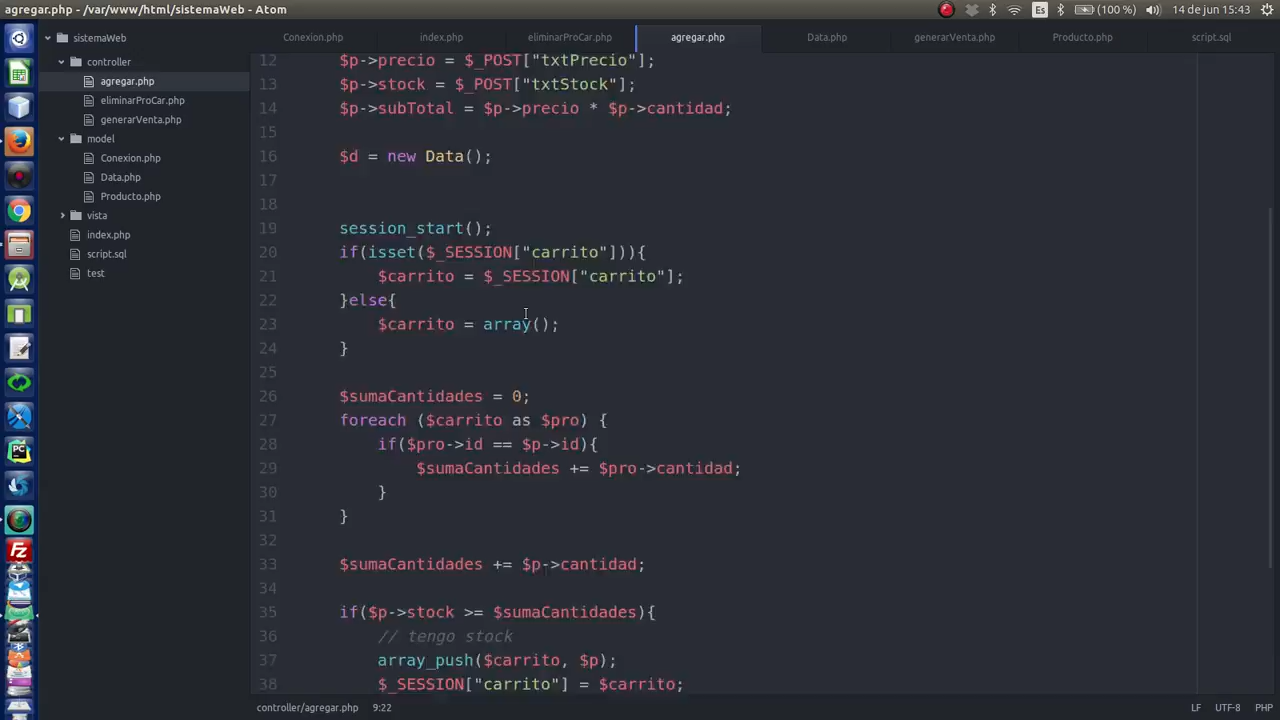 agregar.php - /var/www/html/sistemaWeb - Atom
Es
(100 %)
14 de jun 15:43
sistemaWeb
controller
agregar.php
eliminarProCar.php
generarVenta.php
model
Conexion.php
Data.php
Producto.php
vista
index.php
script.sql
test
Conexion.php
index.php
eliminarProCar.php
agregar.php
Data.php
generarVenta.php
Producto.php
script.sql
12 $p->precio = $_POST["txtPrecio"];
13 $p->stock = $_POST["txtStock"];
14 $p->subTotal = $p->precio * $p->cantidad;
15
16 $d = new Data();
17
18
19 session_start();
20 if(isset($_SESSION["carrito"])){
21 $carrito = $_SESSION["carrito"];
22 }else{
23 $carrito = array();
24 }
25
26 $sumaCantidades = 0;
27 foreach ($carrito as $pro) {
28 if($pro->id == $p->id){
29 $sumaCantidades += $pro->cantidad;
30 }
31 }
32
33 $sumaCantidades += $p->cantidad;
34
35 if($p->stock >= $sumaCantidades){
36 // tengo stock
37 array_push($carrito, $p);
38 $_SESSION["carrito"] = $carrito;
PC
Fz
controller/agregar.php
9:22
LF
UTF-8
PHP